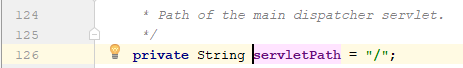 124 * Path of the main dispatcher servlet.
125 */
126 private String servletPath = "/";